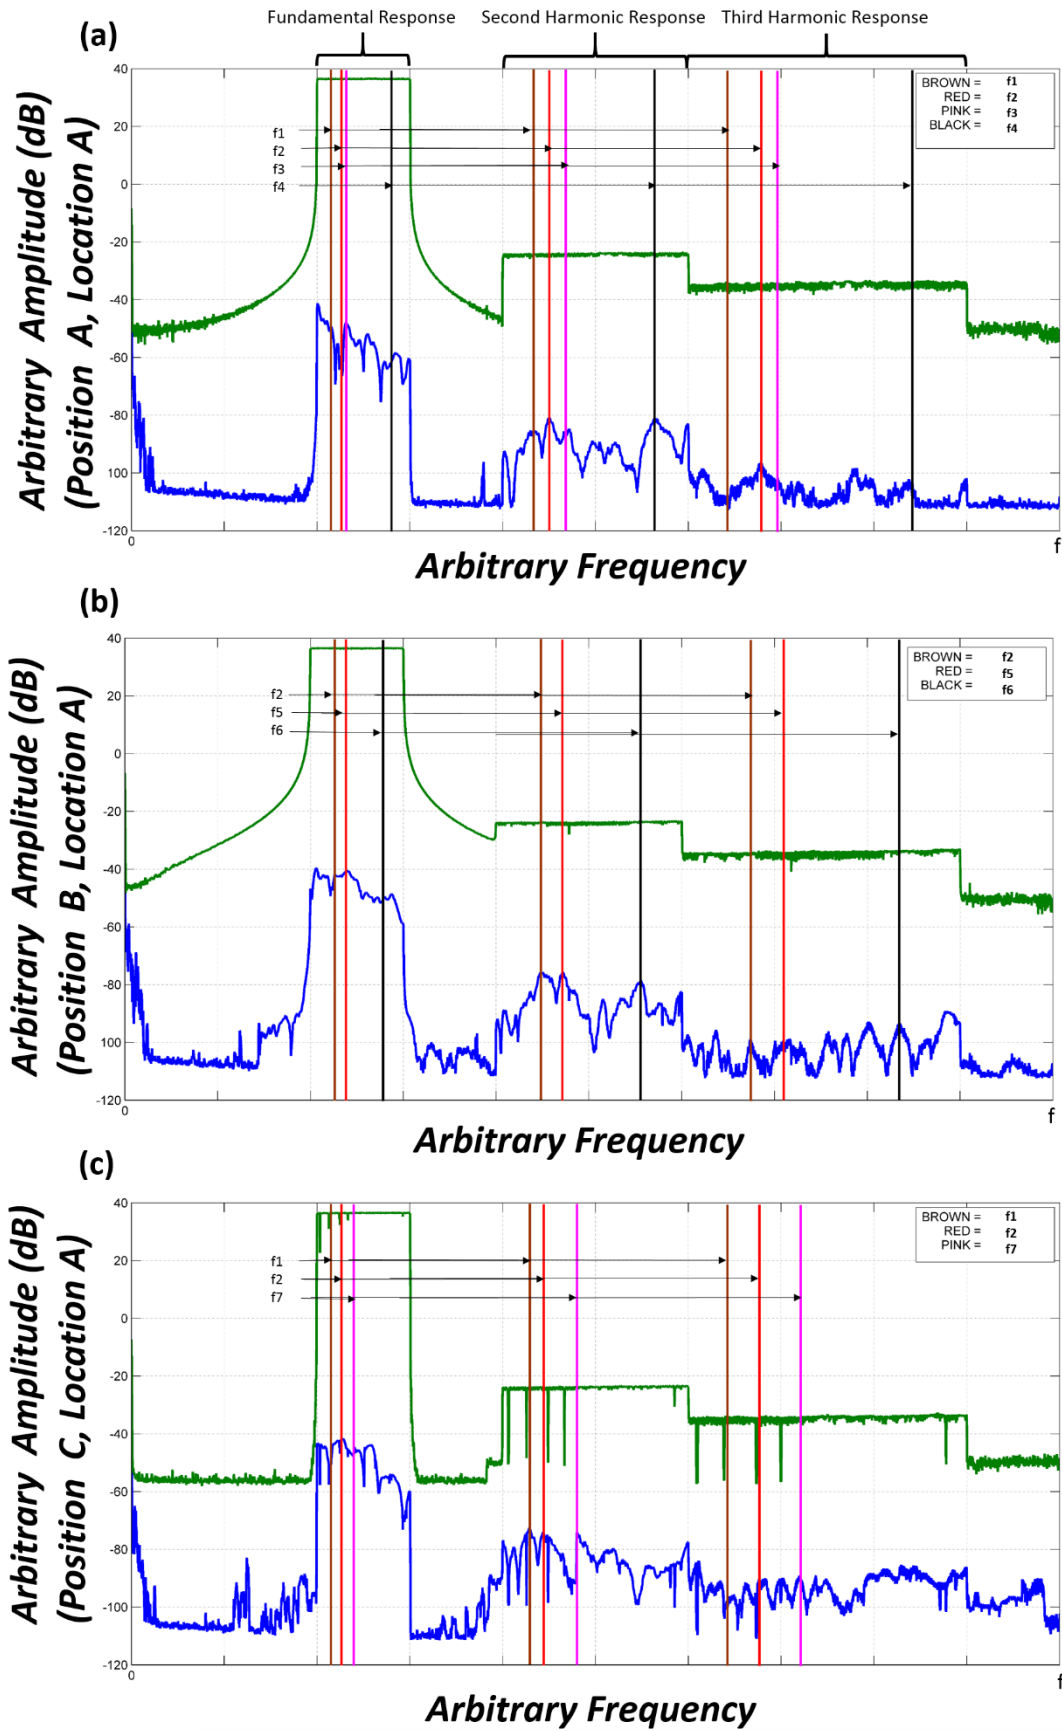 (a)
Fundamental Response
Second Harmonic Response
Third Harmonic Response
Arbitrary Amplitude (dB)
(Position A, Location A)
40
20
0
-20
-40
-60
-80
100
-120
f1
f2
f3
f4
BROWN = f1
RED = f2
PINK = f3
BLACK = f4
0
f
Arbitrary Frequency
(b)
Arbitrary Amplitude (dB)
(Position B, Location A)
40
20
0
-20
-40
-60
-80
100
-120
f2
f5
f6
BROWN = f2
RED = f5
BLACK = f6
0
f
Arbitrary Frequency
(c)
Arbitrary Amplitude (dB)
(Position C, Location A)
40
20
0
-20
-40
-60
-80
-100
-120
f1
f2
f7
BROWN = f1
RED = f2
PINK = f7
0
f
Arbitrary Frequency